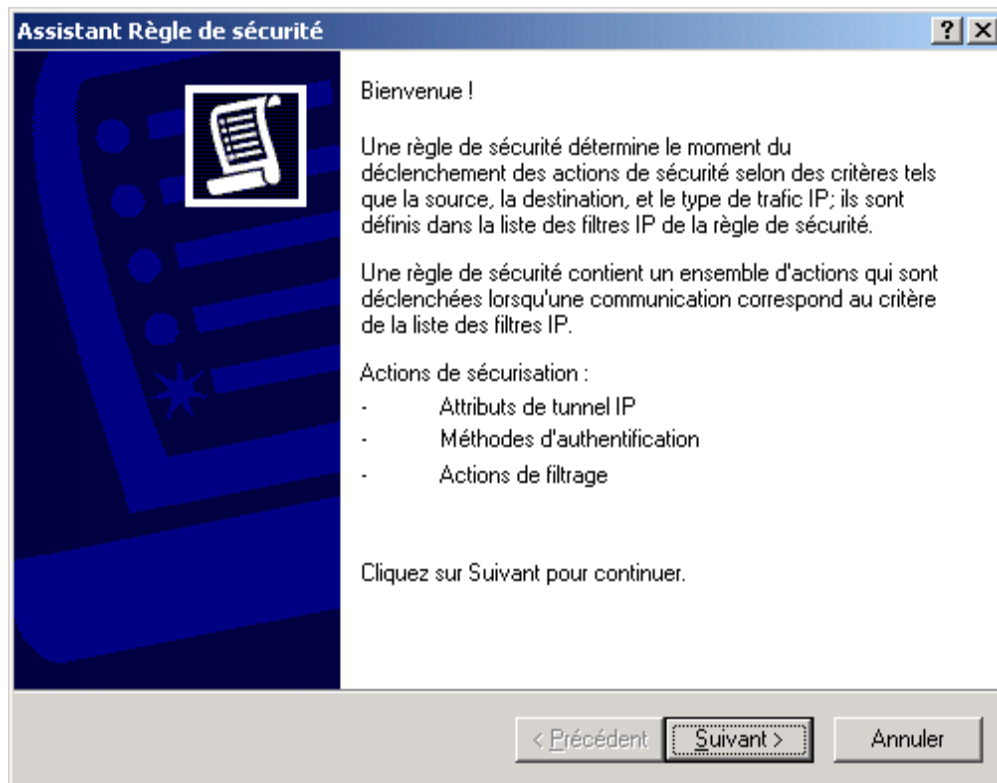 Assistant Règle de sécurité
Bienvenue !
Une règle de sécurité détermine le moment du
déclenchement des actions de sécurité selon des critères tels
que la source, la destination, et le type de trafic IP; ils sont
définis dans la liste des filtres IP de la règle de sécurité.
Une règle de sécurité contient un ensemble d'actions qui sont
déclenchées lorsqu'une communication correspond au critère
de la liste des filtres IP.
Actions de sécurisation :
- Attributs de tunnel IP
- Méthodes d'authentification
- Actions de filtrage
Cliquez sur Suivant pour continuer.
< Précédent Suivant > Annuler